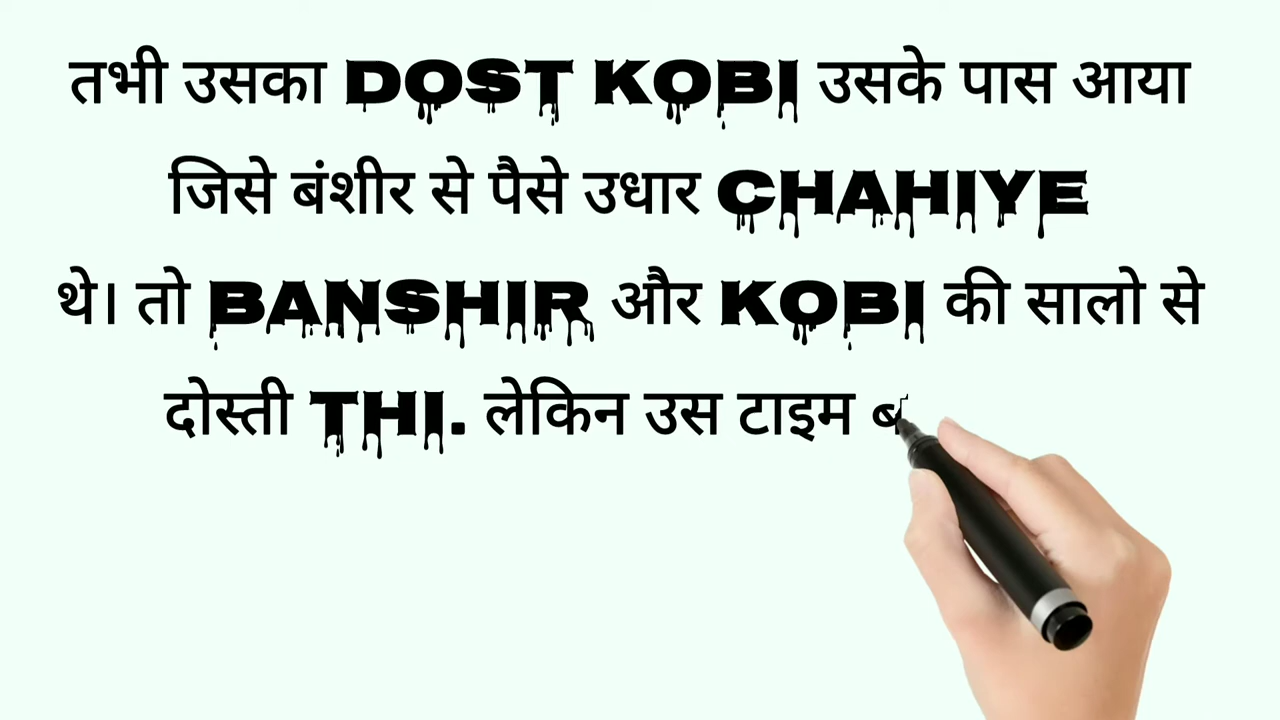 तभी उसका DOST KOBI उसके पास आया
जिसे बंशीर से पैसे उधार CHAHIYE
थे। तो BANSHIR और KOBI की सालो से
दोस्ती THI. लेकिन उस टाइम